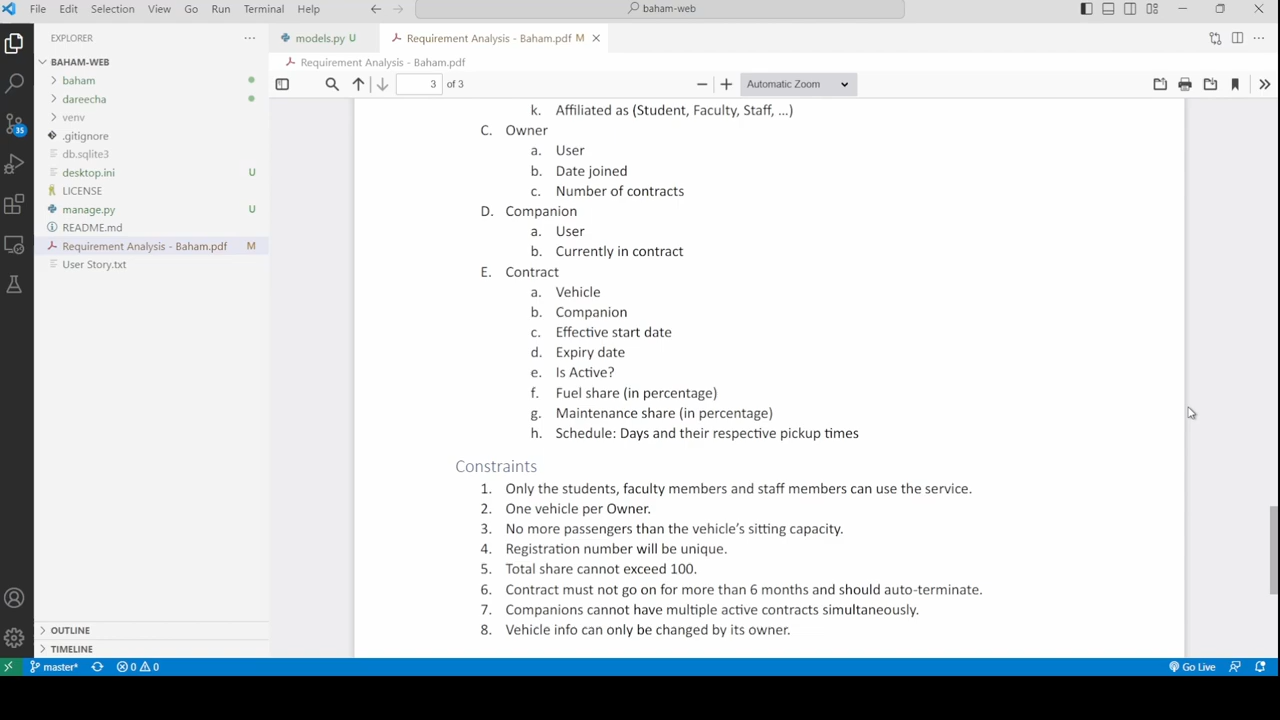 File Edit Selection View Go Run Terminal Help baham-web
EXPLORER
BAHAM-WEB
baham
dareecha
venv
.gitignore
db.sqlite3
desktop.ini U
LICENSE
manage.py U
README.md
Requirement Analysis - Baham.pdf M
User Story.txt
OUTLINE
TIMELINE
models.py U Requirement Analysis - Baham.pdf M
Requirement Analysis - Baham.pdf
3 of 3 Automatic Zoom
k. Affiliated as (Student, Faculty, Staff, ...)
C. Owner
a. User
b. Date joined
c. Number of contracts
D. Companion
a. User
b. Currently in contract
E. Contract
a. Vehicle
b. Companion
c. Effective start date
d. Expiry date
e. Is Active?
f. Fuel share (in percentage)
g. Maintenance share (in percentage)
h. Schedule: Days and their respective pickup times
Constraints
1. Only the students, faculty members and staff members can use the service.
2. One vehicle per Owner.
3. No more passengers than the vehicle's sitting capacity.
4. Registration number will be unique.
5. Total share cannot exceed 100.
6. Contract must not go on for more than 6 months and should auto-terminate.
7. Companions cannot have multiple active contracts simultaneously.
8. Vehicle info can only be changed by its owner.
35
master* 0 0 Go Live